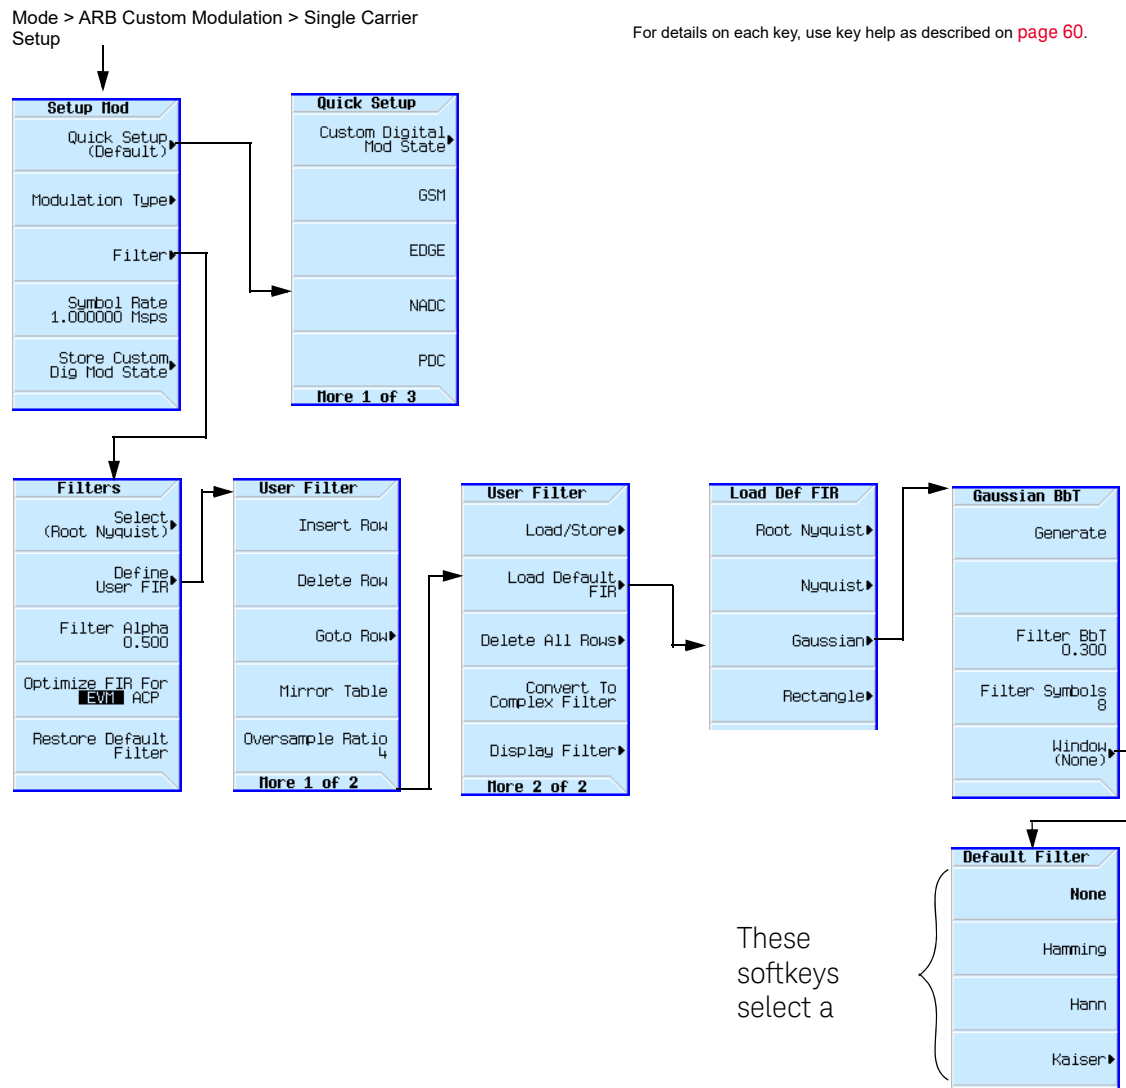 Mode > ARB Custom Modulation > Single Carrier
Setup
For details on each key, use key help as described on page 60.
Setup Mod
Quick Setup
(Default)
Modulation Type
Filter
Symbol Rate
1.000000 Msps
Store Custom
Dig Mod State
Quick Setup
Custom Digital
Mod State
GSM
EDGE
NADC
PDC
More 1 of 3
Filters
Select
(Root Nyquist)
Define
User FIR
Filter Alpha
0.500
Optimize FIR For
EVM ACP
Restore Default
Filter
User Filter
Insert Row
Delete Row
Goto Row
Mirror Table
Oversample Ratio
4
More 1 of 2
User Filter
Load/Store
Load Default
FIR
Delete All Rows
Convert To
Complex Filter
Display Filter
More 2 of 2
Load Def FIR
Root Nyquist
Nyquist
Gaussian
Rectangle
Gaussian BbT
Generate
Filter BbT
0.300
Filter Symbols
8
Window
(None)
Default Filter
None
Hamming
Hann
Kaiser
These
softkeys
select a